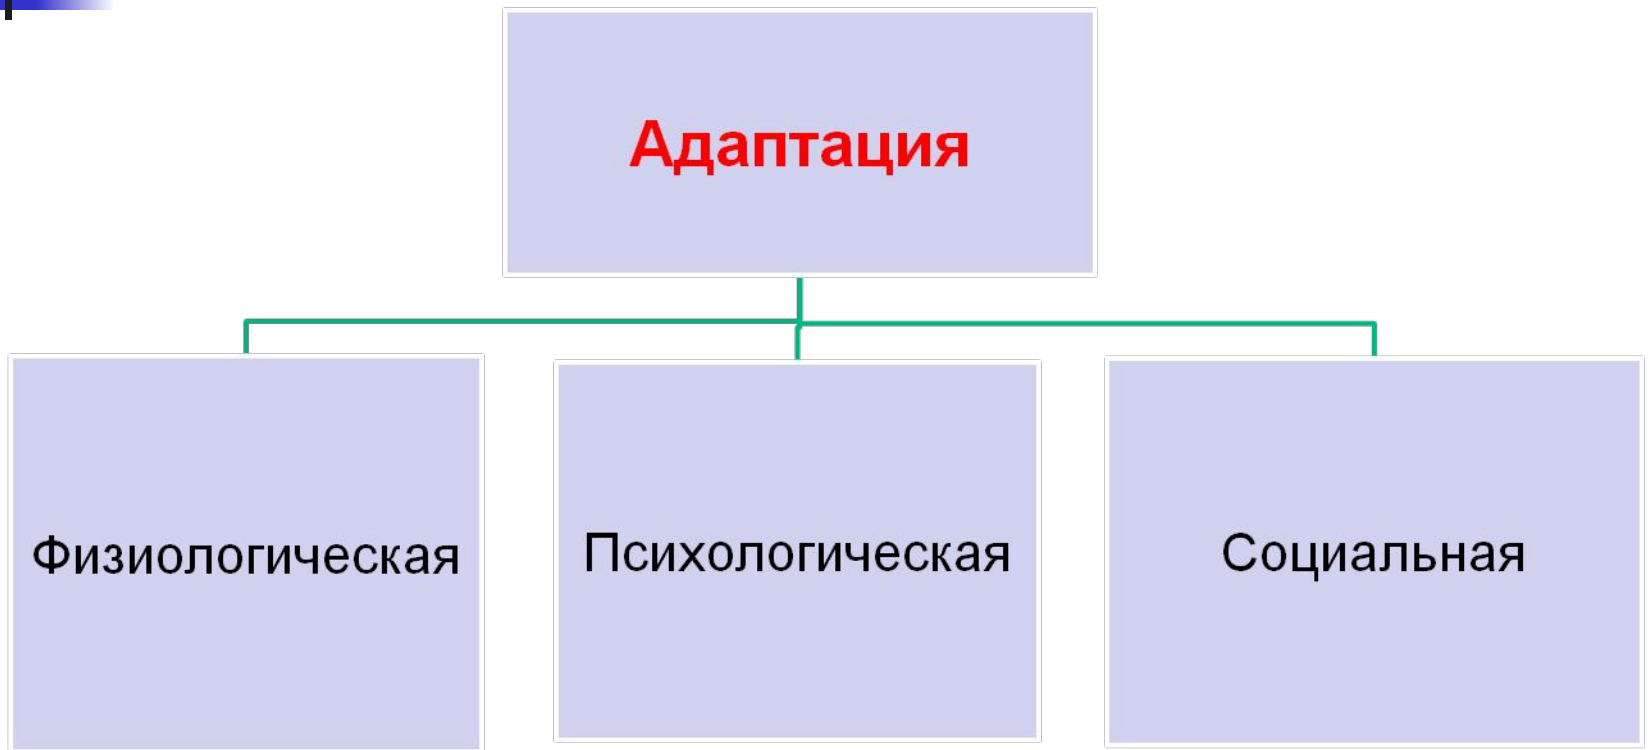 Адаптация
Физиологическая
Психологическая
Социальная